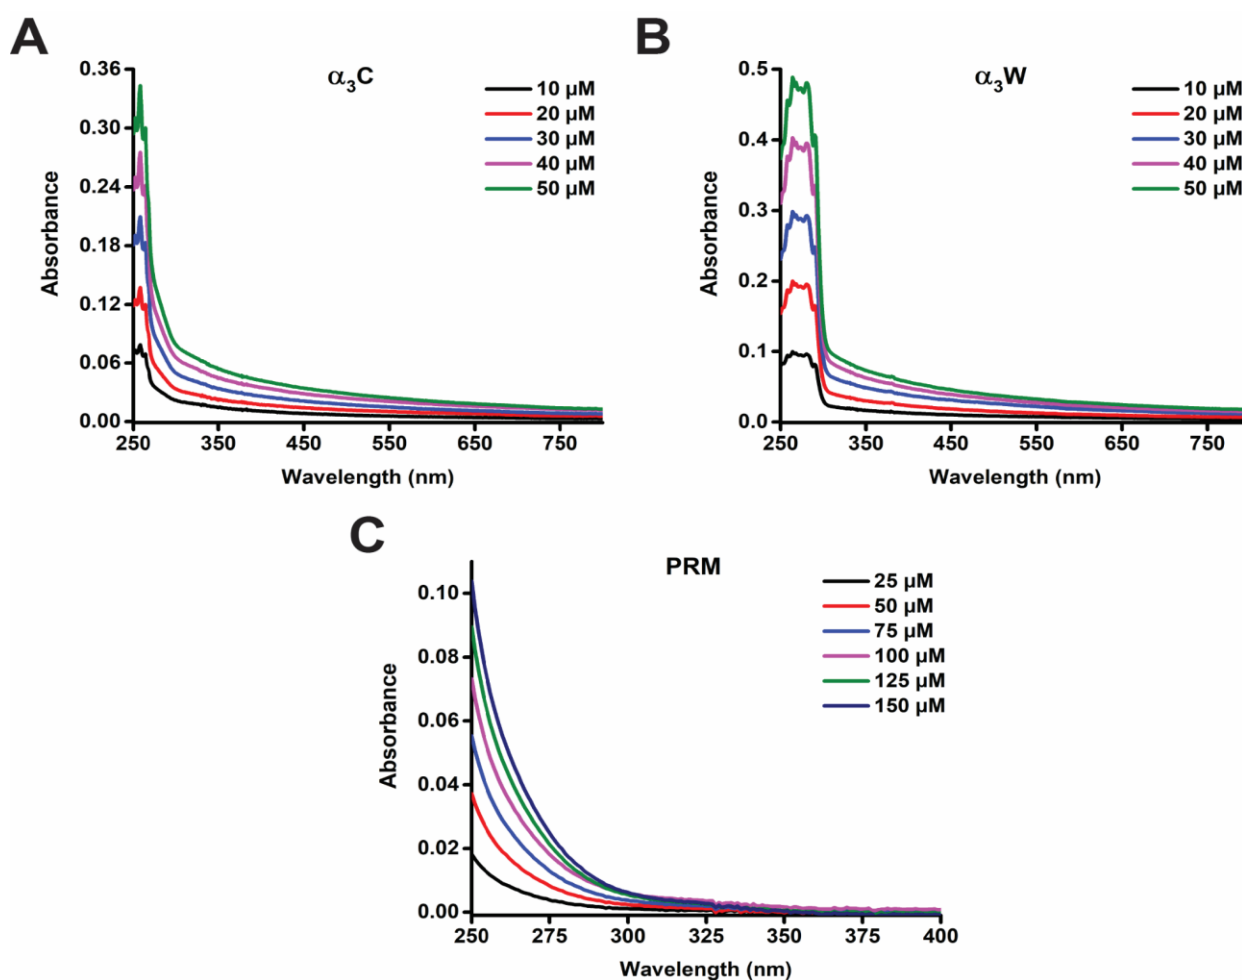 A
α₃C
0.36
0.30
0.24
0.18
0.12
0.06
0.00
Absorbance
10 µM
20 µM
30 µM
40 µM
50 µM
250 350 450 550 650 750
Wavelength (nm)
B
α₃W
0.5
0.4
0.3
0.2
0.1
0.0
Absorbance
10 µM
20 µM
30 µM
40 µM
50 µM
250 350 450 550 650 750
Wavelength (nm)
C
PRM
0.10
0.08
0.06
0.04
0.02
0.00
Absorbance
25 µM
50 µM
75 µM
100 µM
125 µM
150 µM
250 275 300 325 350 375 400
Wavelength (nm)